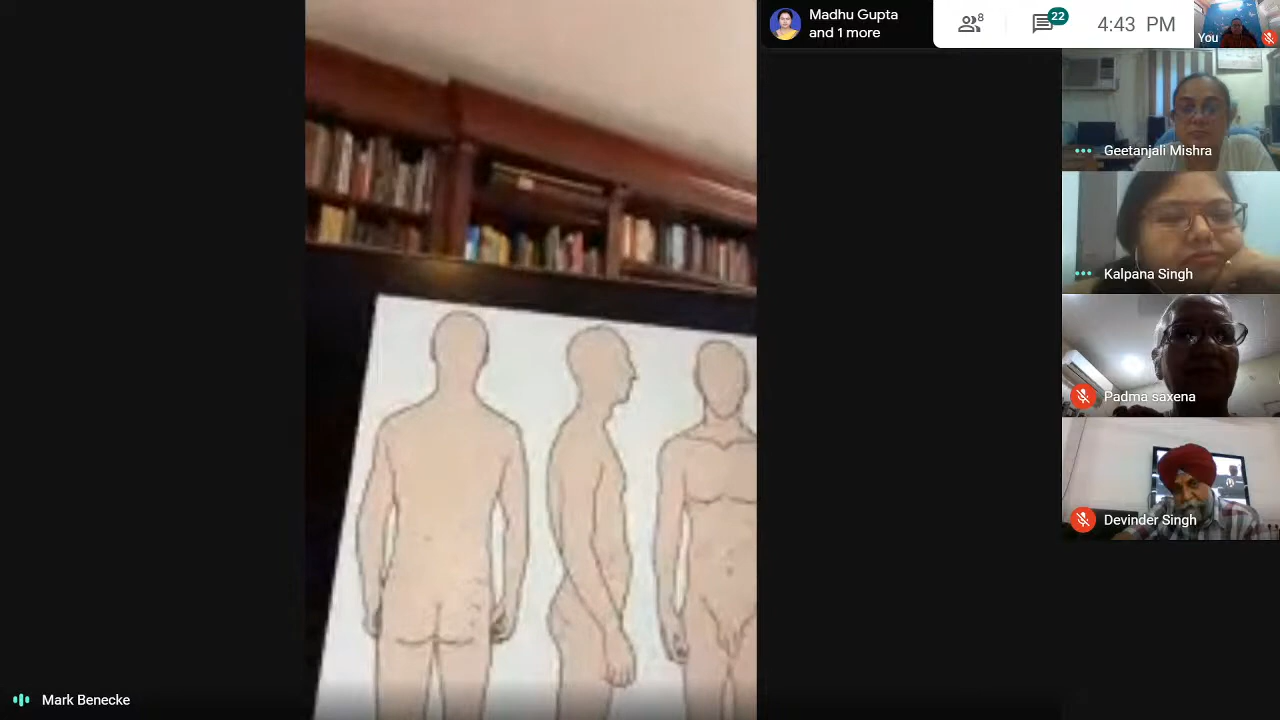 Madhu Gupta
and 1 more
8
22
4:43 PM
You
Geetanjali Mishra
Kalpana Singh
Padma saxena
Devinder Singh
Mark Benecke